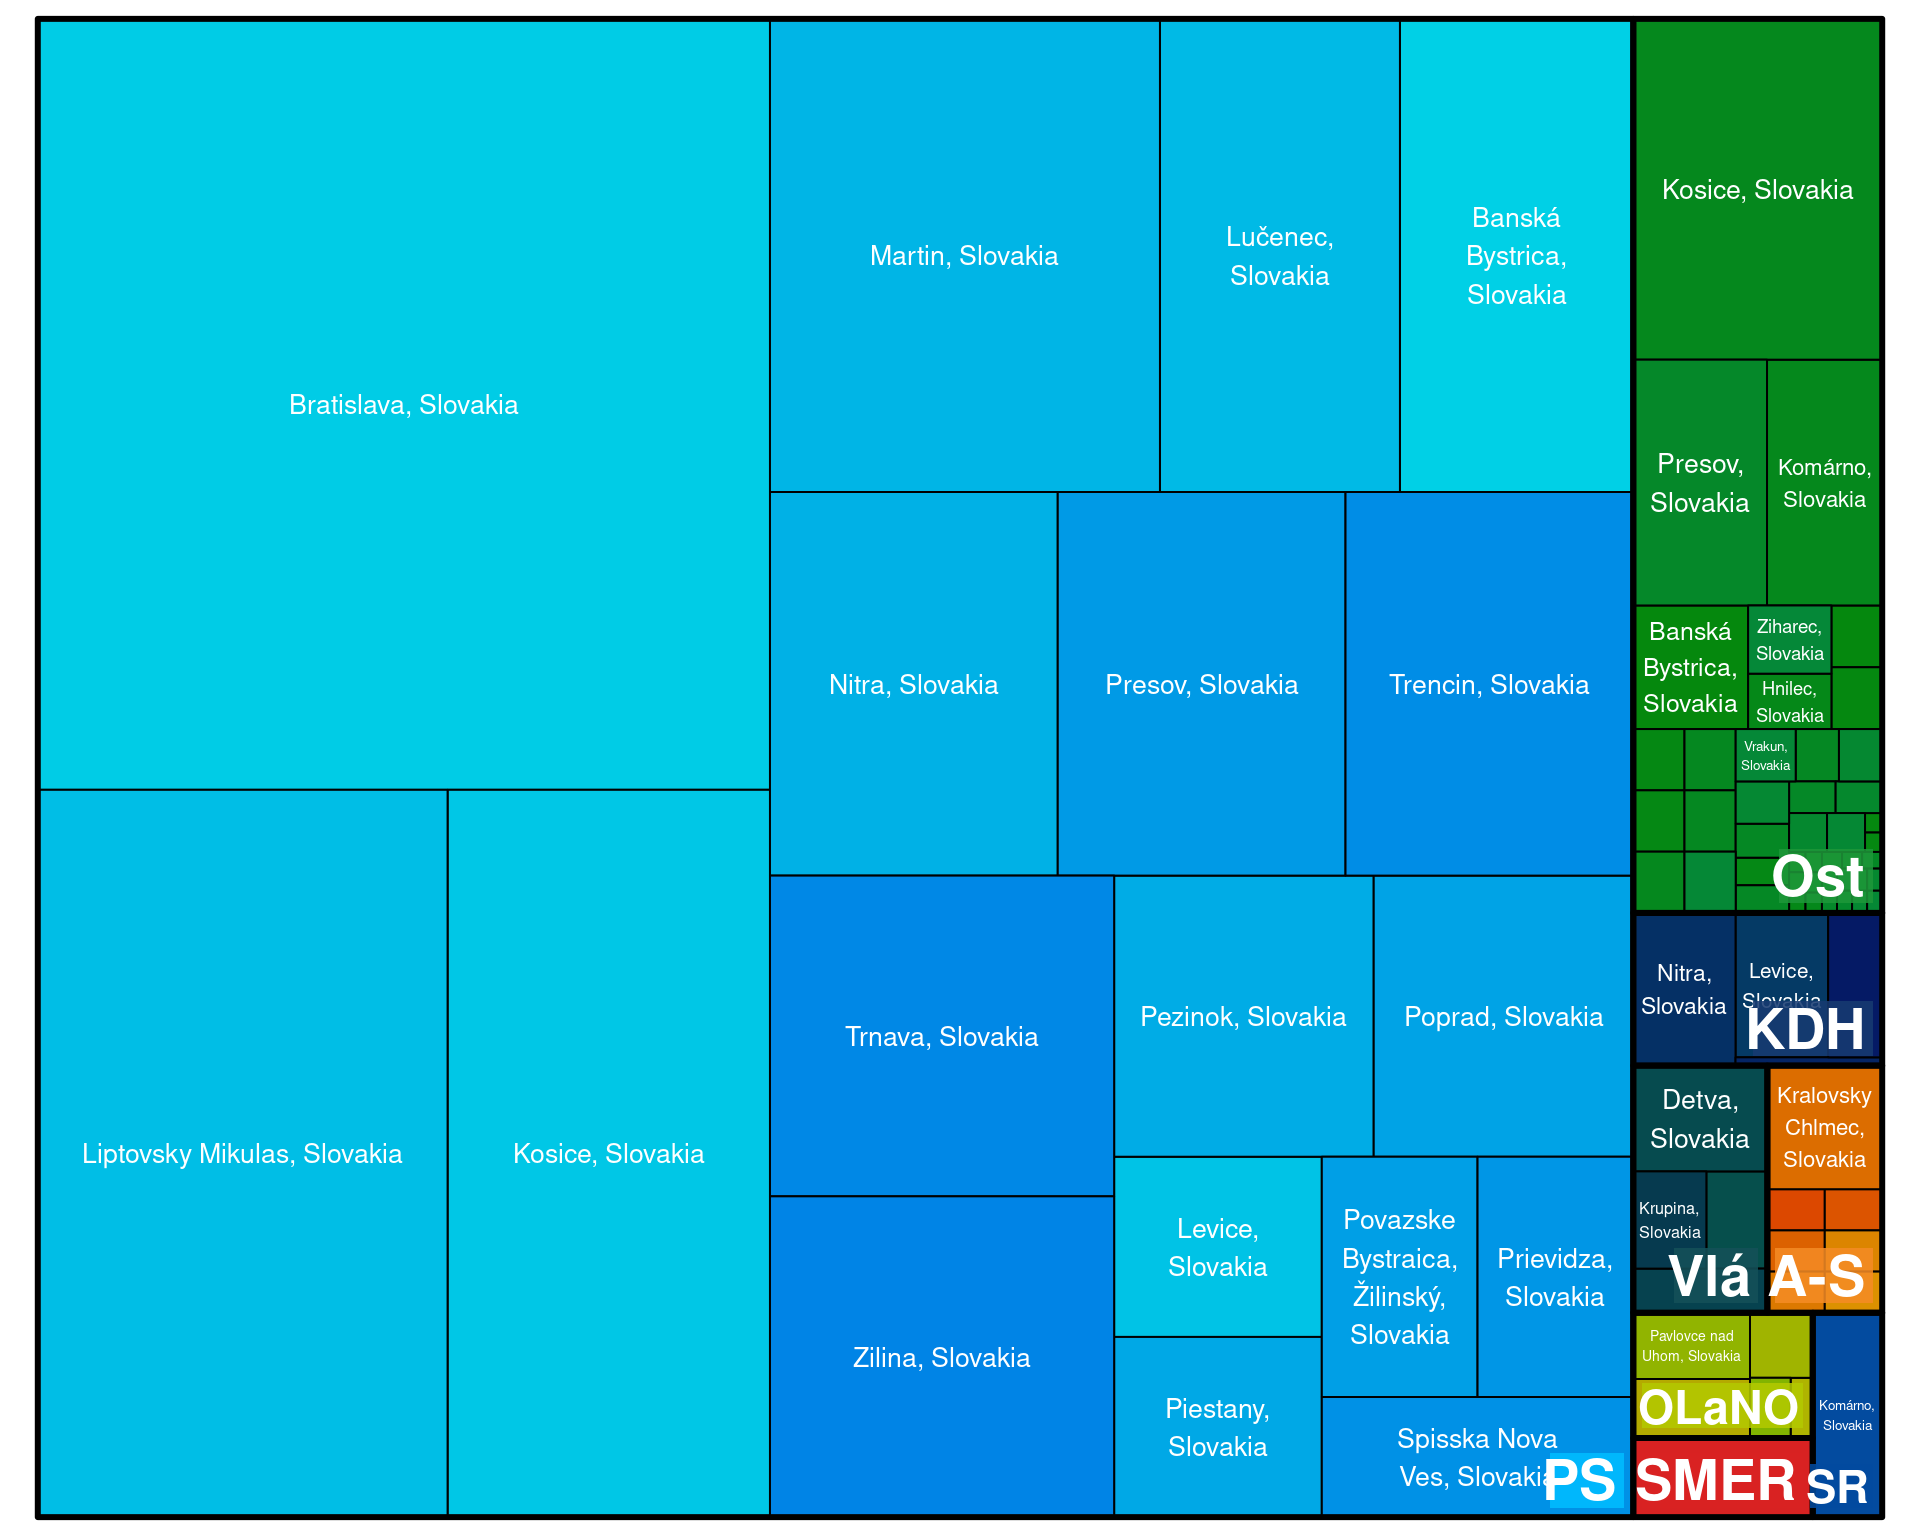 Bratislava, Slovakia
Liptovsky Mikulas, Slovakia
Kosice, Slovakia
Martin, Slovakia
Lučenec,
Slovakia
Banská
Bystrica,
Slovakia
Nitra, Slovakia
Presov, Slovakia
Trencin, Slovakia
Trnava, Slovakia
Zilina, Slovakia
Pezinok, Slovakia
Poprad, Slovakia
Levice,
Slovakia
Piestany,
Slovakia
Povazske
Bystraica,
Žilinský,
Slovakia
Prievidza,
Slovakia
Spisska Nova
Ves, Slovakia
PS
Kosice, Slovakia
Presov,
Slovakia
Komárno,
Slovakia
Banská
Bystrica,
Slovakia
Ziharec,
Slovakia
Hnilec,
Slovakia
Vrakun,
Slovakia
Ost
Nitra,
Slovakia
Levice,
Slovakia
KDH
Detva,
Slovakia
Krupina,
Slovakia
Vlá
Kralovsky
Chlmec,
Slovakia
A-S
Pavlovce nad
Uhom, Slovakia
OLaNO
Komárno,
Slovakia
SMER
SR